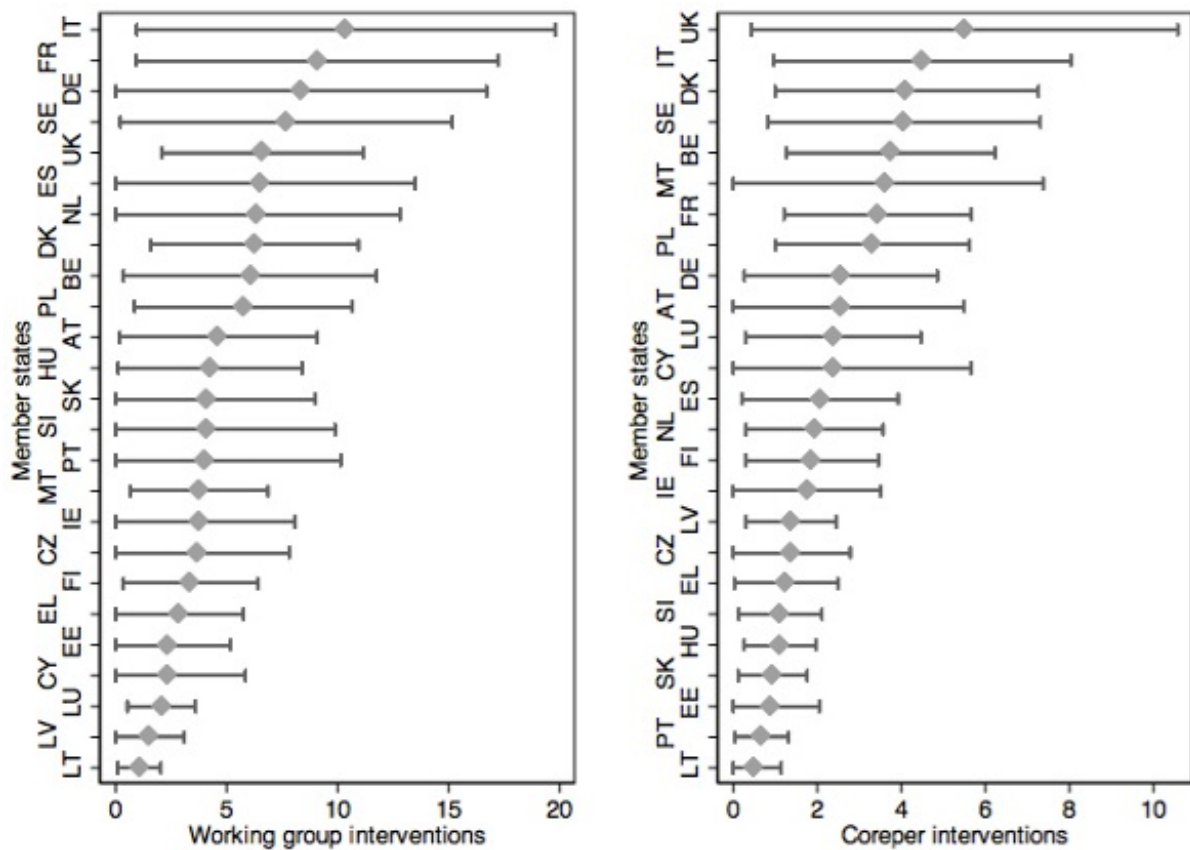 Member states
IT
FR
DE
SE
UK
ES
NL
DK
BE
PL
AT
HU
SK
SI
PT
MT
IE
CZ
FI
EL
EE
CY
LU
LV
LT
0 5 10 15 20
Working group interventions
Member states
UK
IT
DK
SE
BE
MT
FR
PL
DE
AT
LU
CY
ES
NL
FI
IE
LV
CZ
EL
SI
HU
SK
EE
PT
LT
0 2 4 6 8 10
Coreper interventions